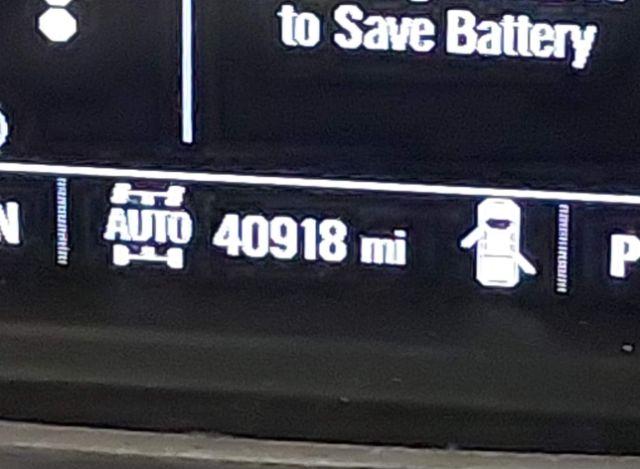 to Save Battery
N
AUTO
40918 mi
P